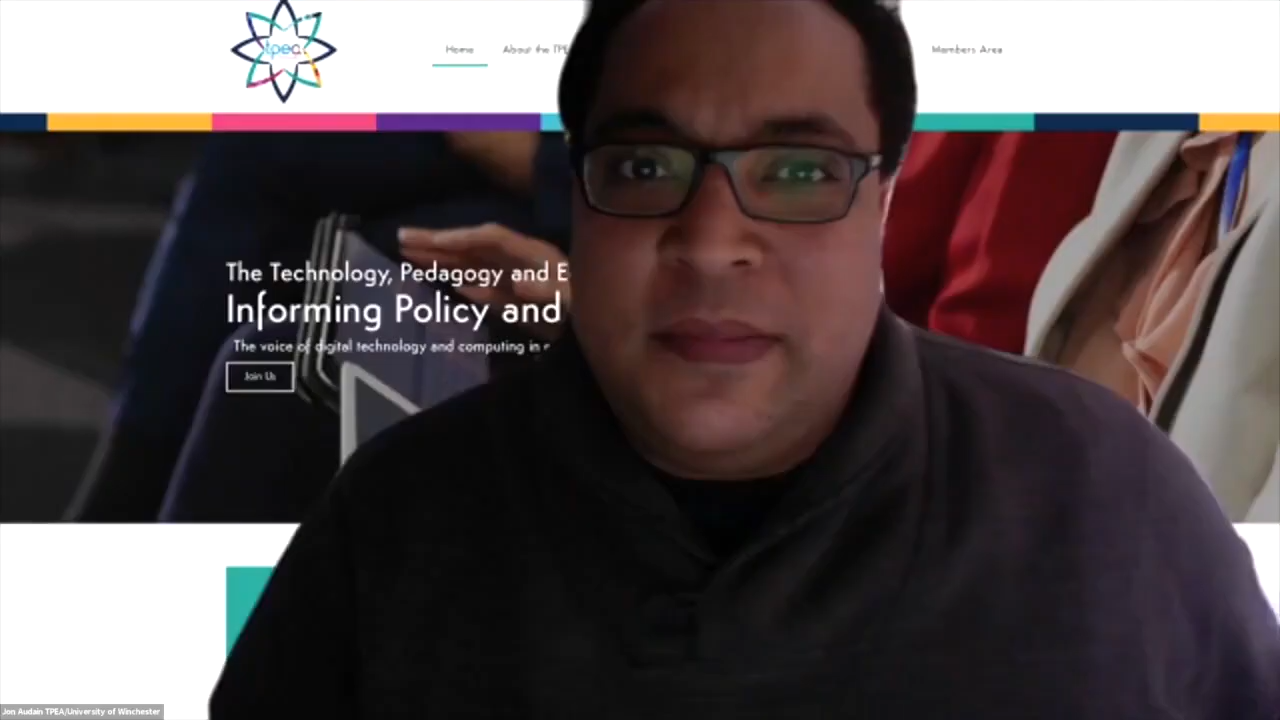 tpea
Home
About the TPE
Members Area
The Technology, Pedagogy and E
Informing Policy and
The voice of digital technology and computing in
Join Us
Jon Audain TPEA/University of Winchester